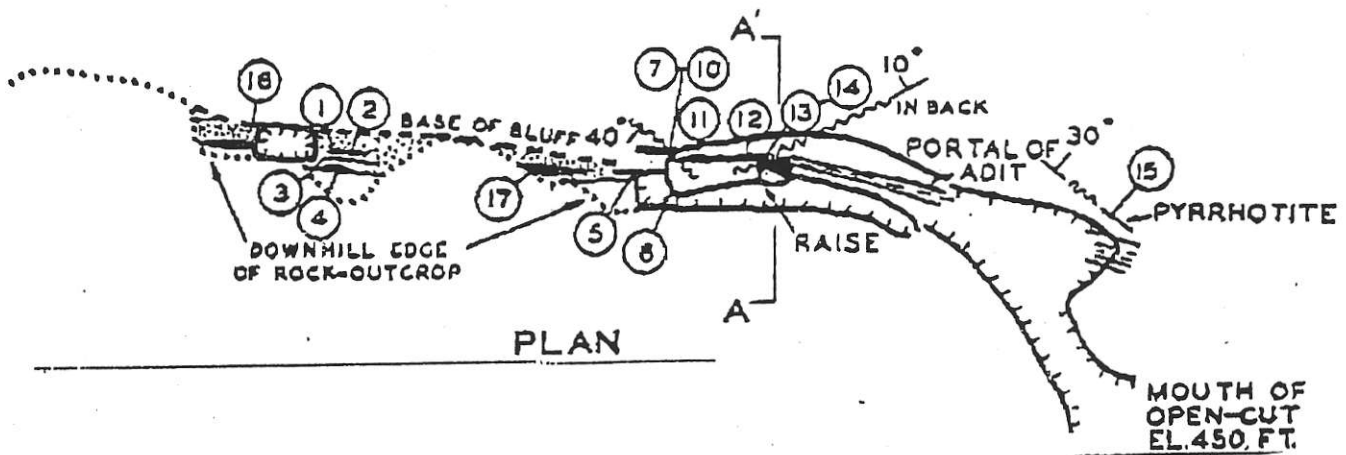 A'
10°
7 10
14
18
1 2
13
IN BACK
BASE OF BLUFF 40°
11 12
PORTAL OF
ADIT
30°
15
3
17
PYRRHOTITE
4
5
8
RAISE
DOWNHILL EDGE
OF ROCK-OUTCROP
A
PLAN
MOUTH OF
OPEN-CUT
EL. 450, FT.